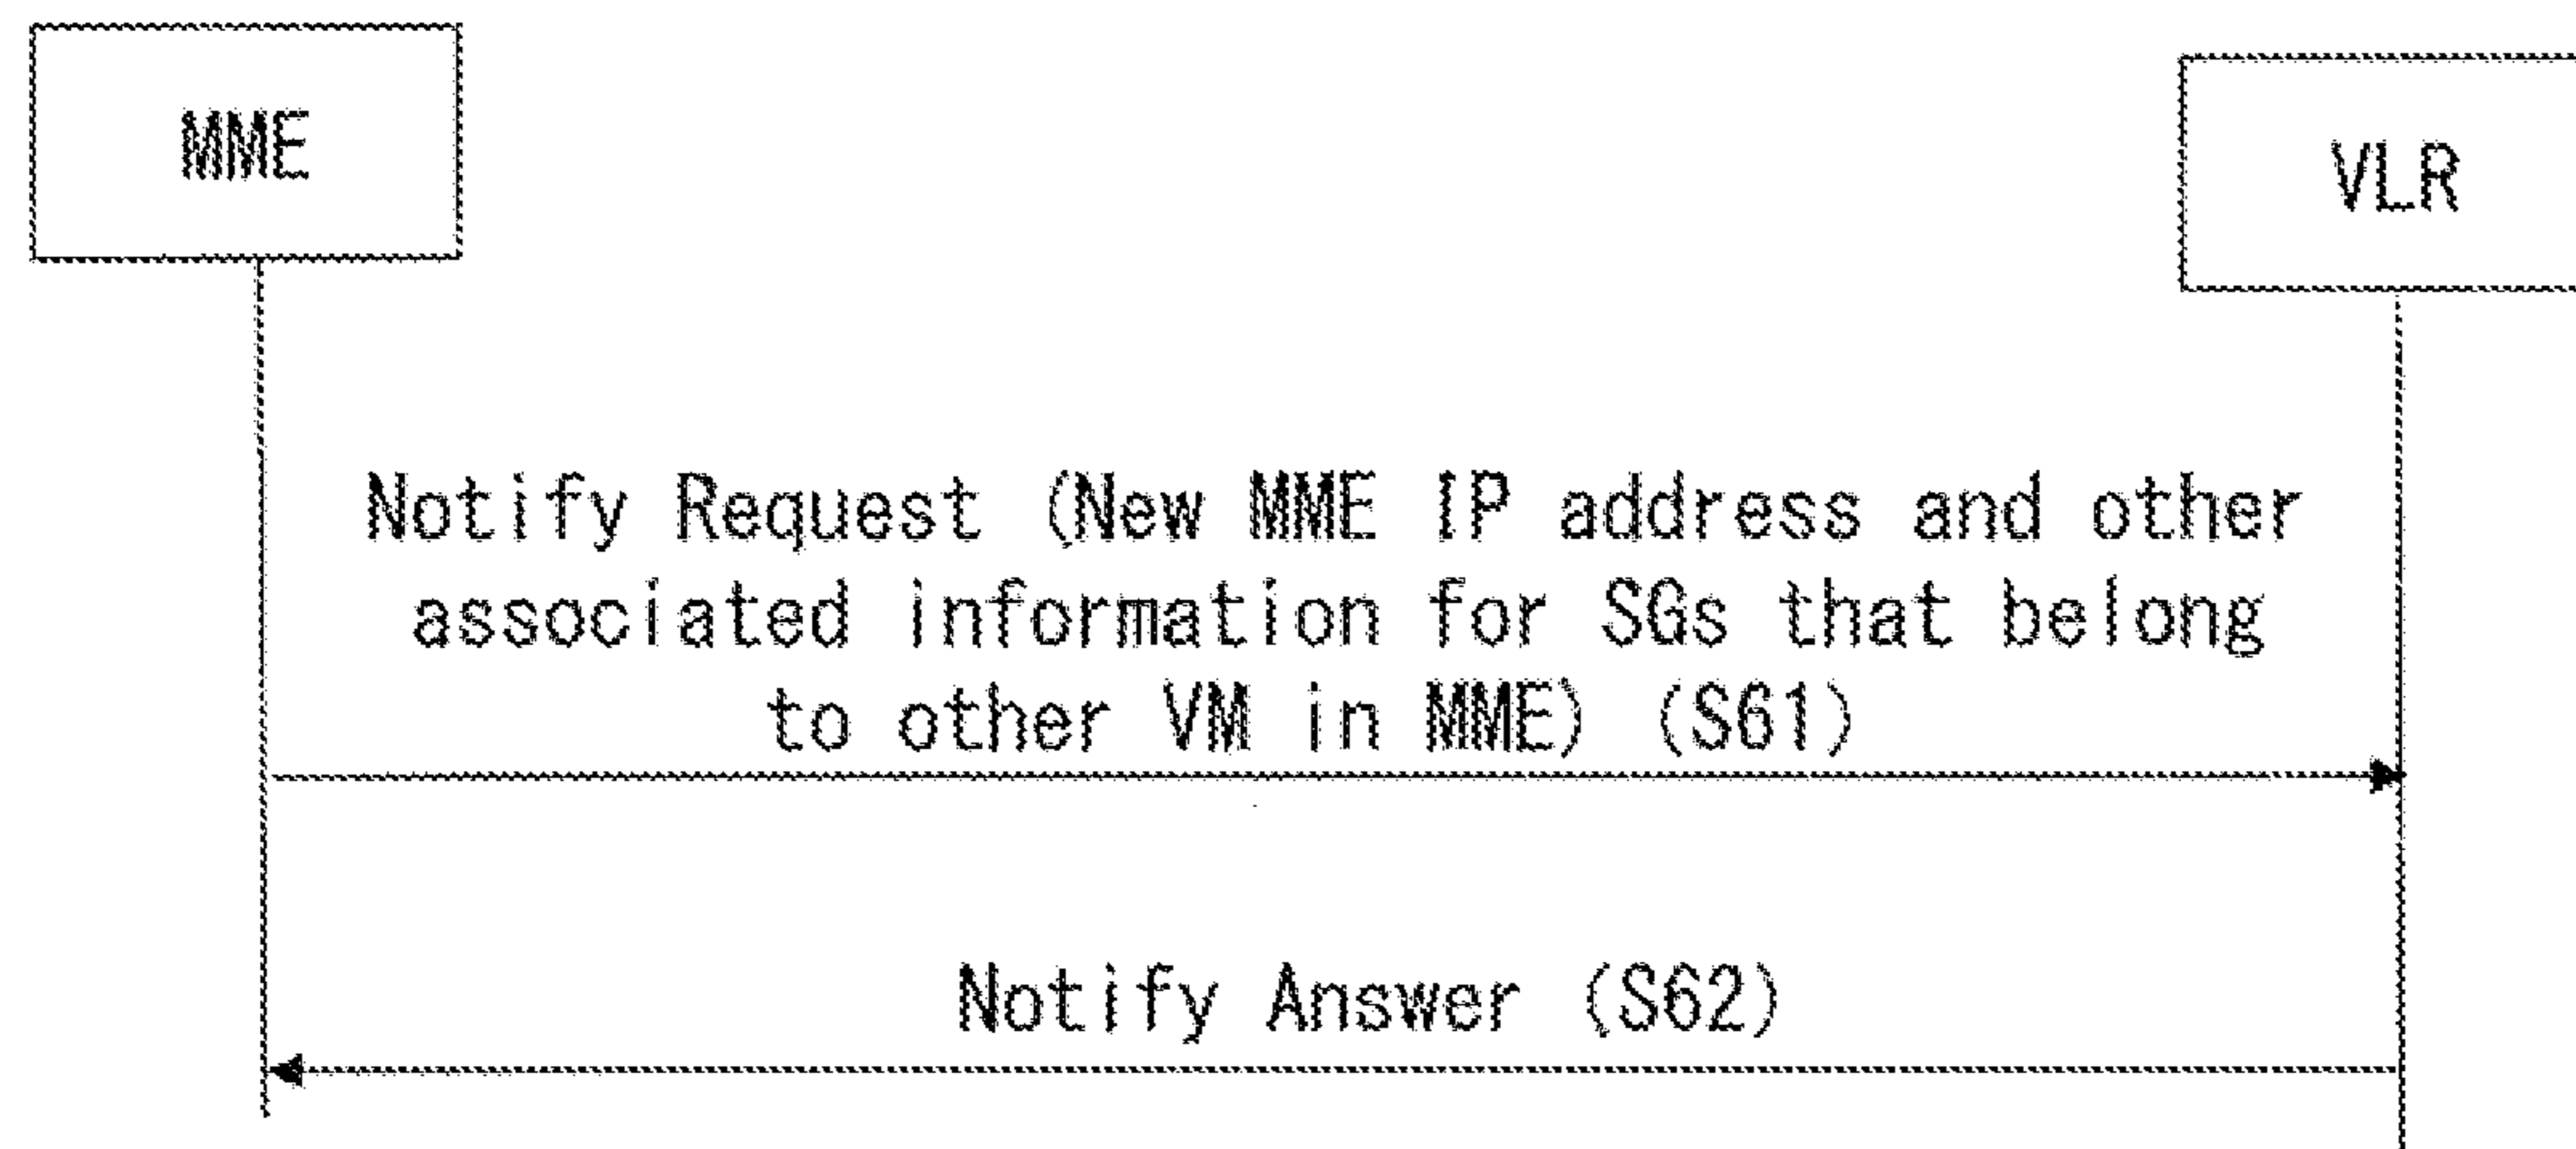 MME
VLR
Notify Request (New MME IP address and other
associated information for SGs that belong
to other VM in MME) (S61)
Notify Answer (S62)